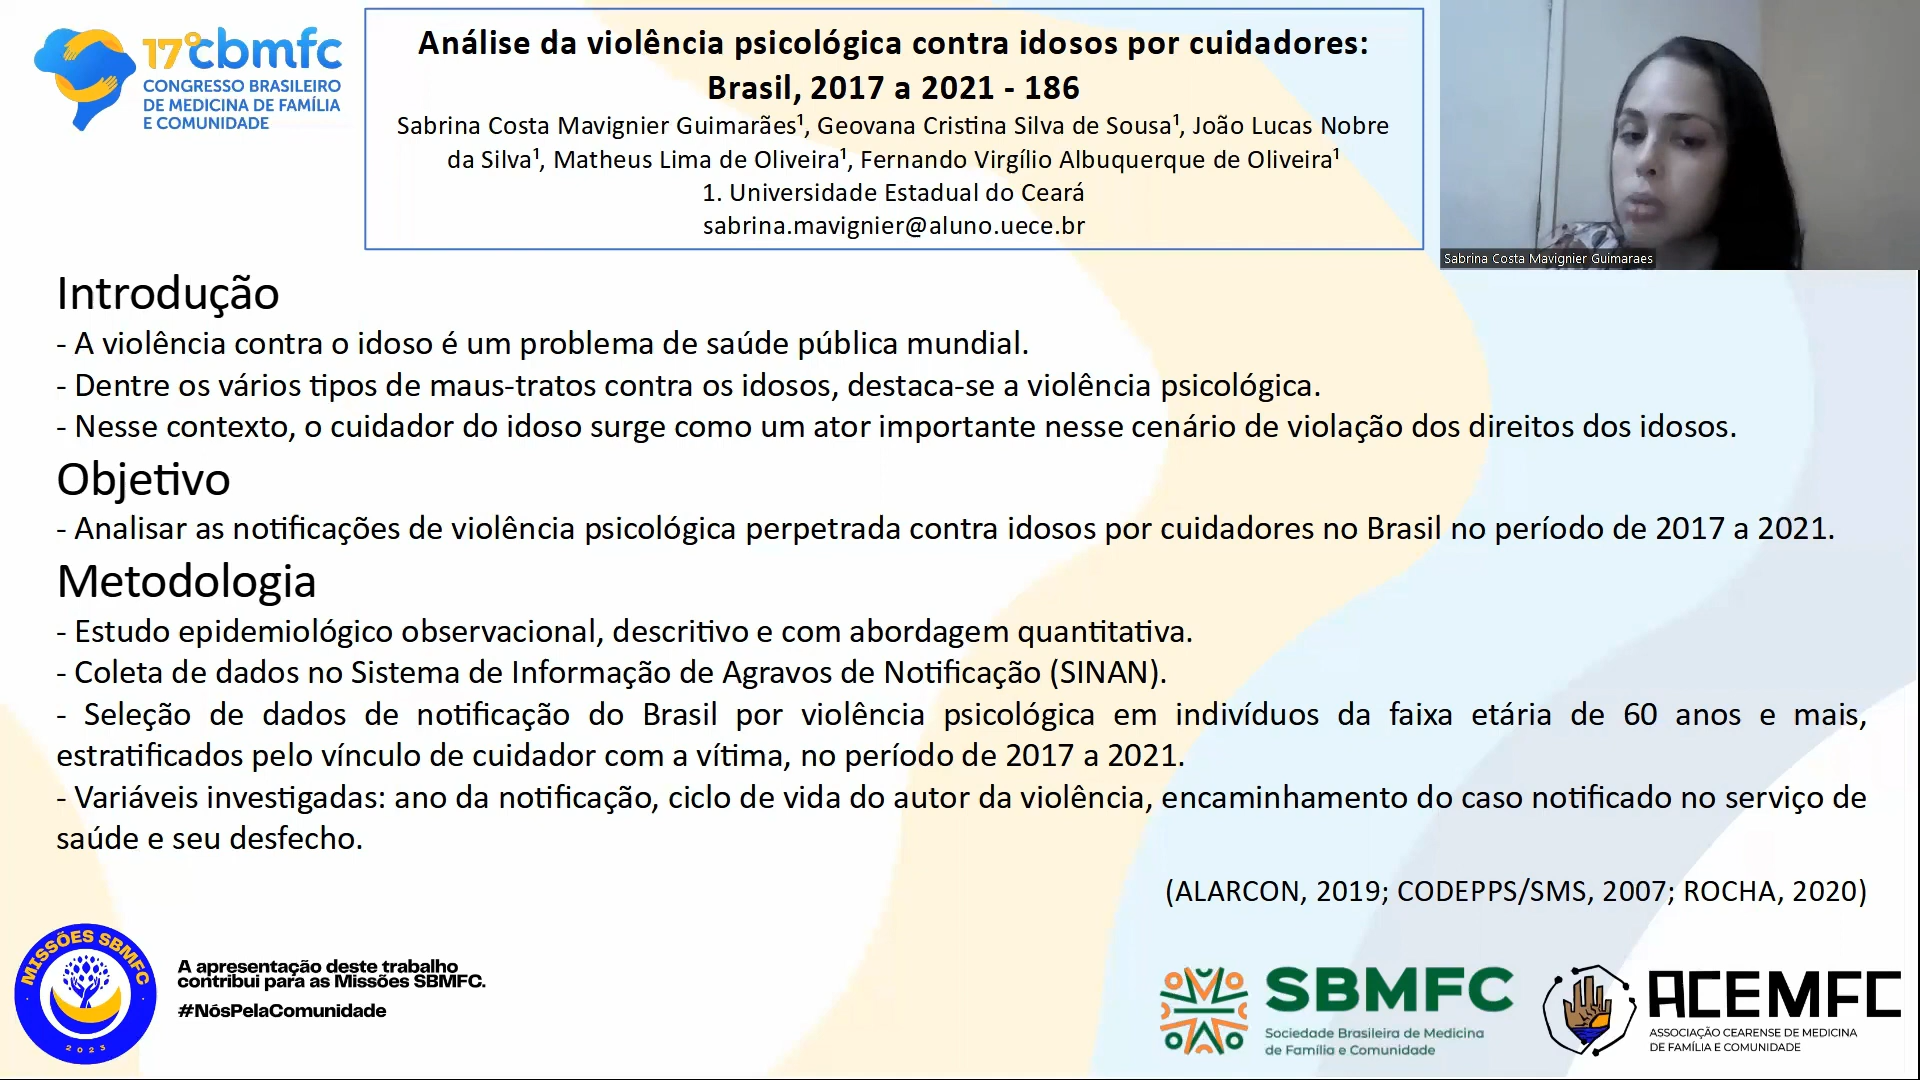 17º cbmfc
CONGRESSO BRASILEIRO
DE MEDICINA DE FAMÍLIA
E COMUNIDADE
Análise da violência psicológica contra idosos por cuidadores:
Brasil, 2017 a 2021 - 186
Sabrina Costa Mavignier Guimarães¹, Geovana Cristina Silva de Sousa¹, João Lucas Nobre
da Silva¹, Matheus Lima de Oliveira¹, Fernando Virgílio Albuquerque de Oliveira¹
1. Universidade Estadual do Ceará
sabrina.mavignier@aluno.uece.br
Sabrina Costa Mavignier Guimaraes
Introdução
- A violência contra o idoso é um problema de saúde pública mundial.
- Dentre os vários tipos de maus-tratos contra os idosos, destaca-se a violência psicológica.
- Nesse contexto, o cuidador do idoso surge como um ator importante nesse cenário de violação dos direitos dos idosos.
Objetivo
- Analisar as notificações de violência psicológica perpetrada contra idosos por cuidadores no Brasil no período de 2017 a 2021.
Metodologia
- Estudo epidemiológico observacional, descritivo e com abordagem quantitativa.
- Coleta de dados no Sistema de Informação de Agravos de Notificação (SINAN).
- Seleção de dados de notificação do Brasil por violência psicológica em indivíduos da faixa etária de 60 anos e mais,
estratificados pelo vínculo de cuidador com a vítima, no período de 2017 a 2021.
- Variáveis investigadas: ano da notificação, ciclo de vida do autor da violência, encaminhamento do caso notificado no serviço de
saúde e seu desfecho.
(ALARCON, 2019; CODEPPS/SMS, 2007; ROCHA, 2020)
MISSÕES SBMFC
2023
A apresentação deste trabalho
contribui para as Missões SBMFC.
#NósPelaComunidade
SBMFC
Sociedade Brasileira de Medicina
de Família e Comunidade
ACEMFC
ASSOCIAÇÃO CEARENSE DE MEDICINA
DE FAMÍLIA E COMUNIDADE